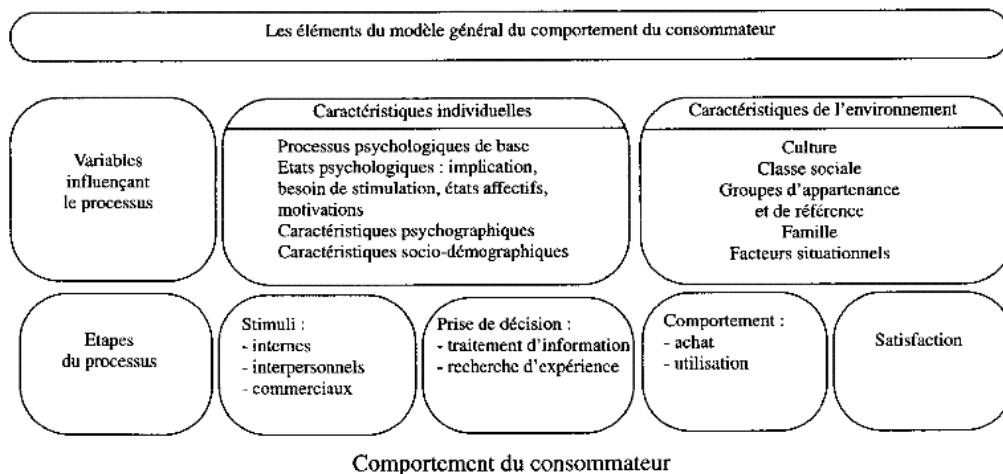 Les éléments du modèle général du comportement du consommateur
Variables
influençant
le processus
Caractéristiques individuelles
Processus psychologiques de base
Etats psychologiques : implication,
besoin de stimulation, états affectifs,
motivations
Caractéristiques psychographiques
Caractéristiques socio-démographiques
Caractéristiques de l'environnement
Culture
Classe sociale
Groupes d'appartenance
et de référence
Famille
Facteurs situationnels
Etapes
du processus
Stimuli :
- internes
- interpersonnels
- commerciaux
Prise de décision :
- traitement d'information
- recherche d'expérience
Comportement :
- achat
- utilisation
Satisfaction
Comportement du consommateur